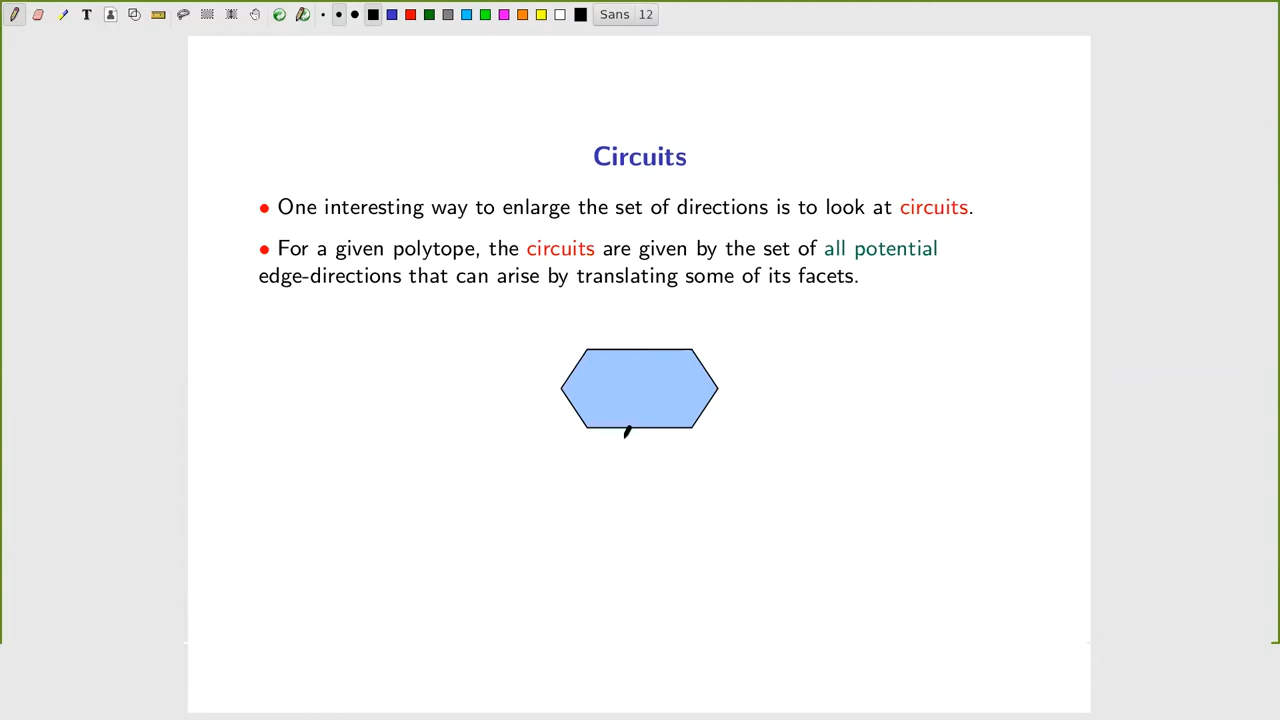 T Sans 12
Circuits
• One interesting way to enlarge the set of directions is to look at circuits.
• For a given polytope, the circuits are given by the set of all potential
edge-directions that can arise by translating some of its facets.